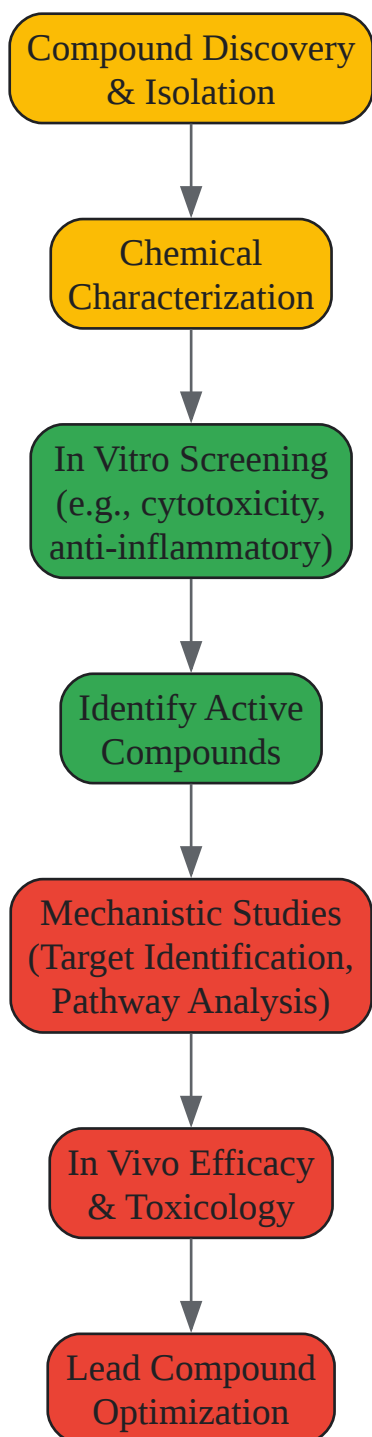 Compound Discovery
& Isolation
Chemical
Characterization
In Vitro Screening
(e.g., cytotoxicity,
anti-inflammatory)
Identify Active
Compounds
Mechanistic Studies
(Target Identification,
Pathway Analysis)
In Vivo Efficacy
& Toxicology
Lead Compound
Optimization